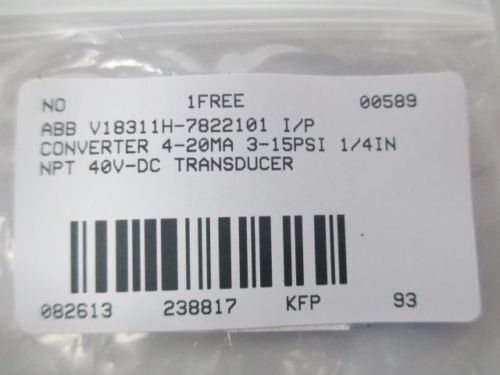 NO 1FREE 00589
ABB V18311H-7822101 I/P
CONVERTER 4-20MA 3-15PSI 1/4IN
NPT 40V-DC TRANSDUCER
082613 238817 KFP 93